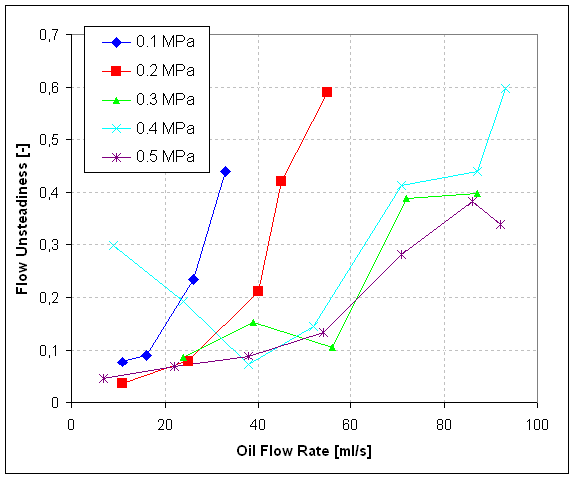 0,7
0,6
0,5
0,4
0,3
0,2
0,1
0
0.1 MPa
0.2 MPa
0.3 MPa
0.4 MPa
0.5 MPa
Flow Unsteadiness [-]
0 20 40 60 80 100
Oil Flow Rate [ml/s]